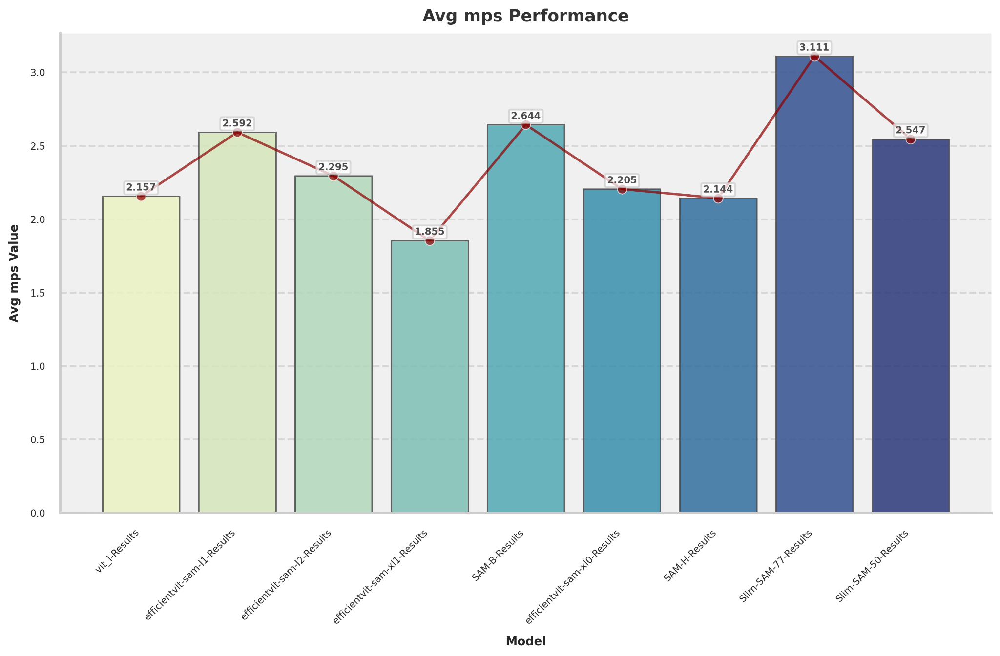 Avg mps Performance
Avg mps Value
3.0
2.5
2.0
1.5
1.0
0.5
0.0
2.157
2.592
2.295
1.855
2.644
2.205
2.144
3.111
2.547
vit_l-Results
efficientvit-sam-l1-Results
efficientvit-sam-l2-Results
efficientvit-sam-xl1-Results
SAM-B-Results
efficientvit-sam-xl0-Results
SAM-H-Results
Slim-SAM-77-Results
Slim-SAM-50-Results
Model